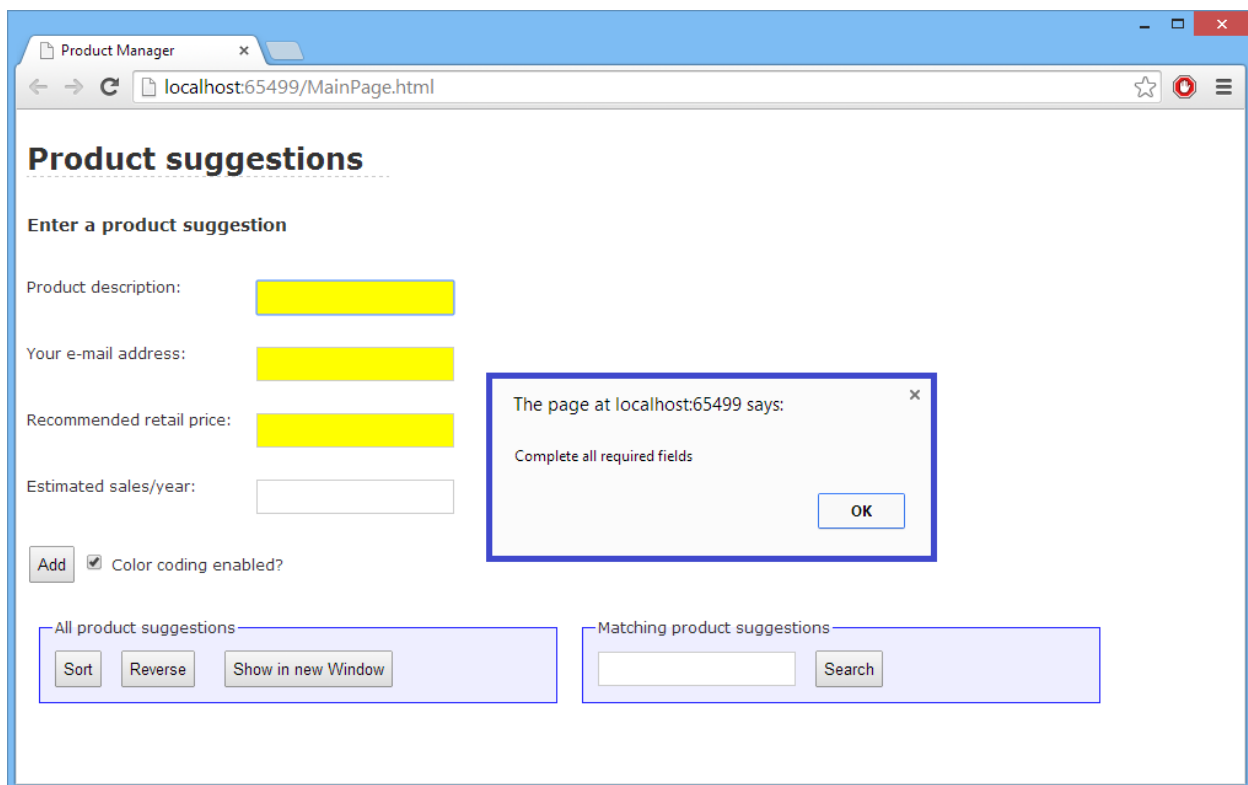 Product Manager
localhost:65499/MainPage.html
Product suggestions
Enter a product suggestion
Product description:
Your e-mail address:
Recommended retail price:
Estimated sales/year:
The page at localhost:65499 says:
Complete all required fields
OK
Add Color coding enabled?
All product suggestions
Sort Reverse Show in new Window
Matching product suggestions
Search